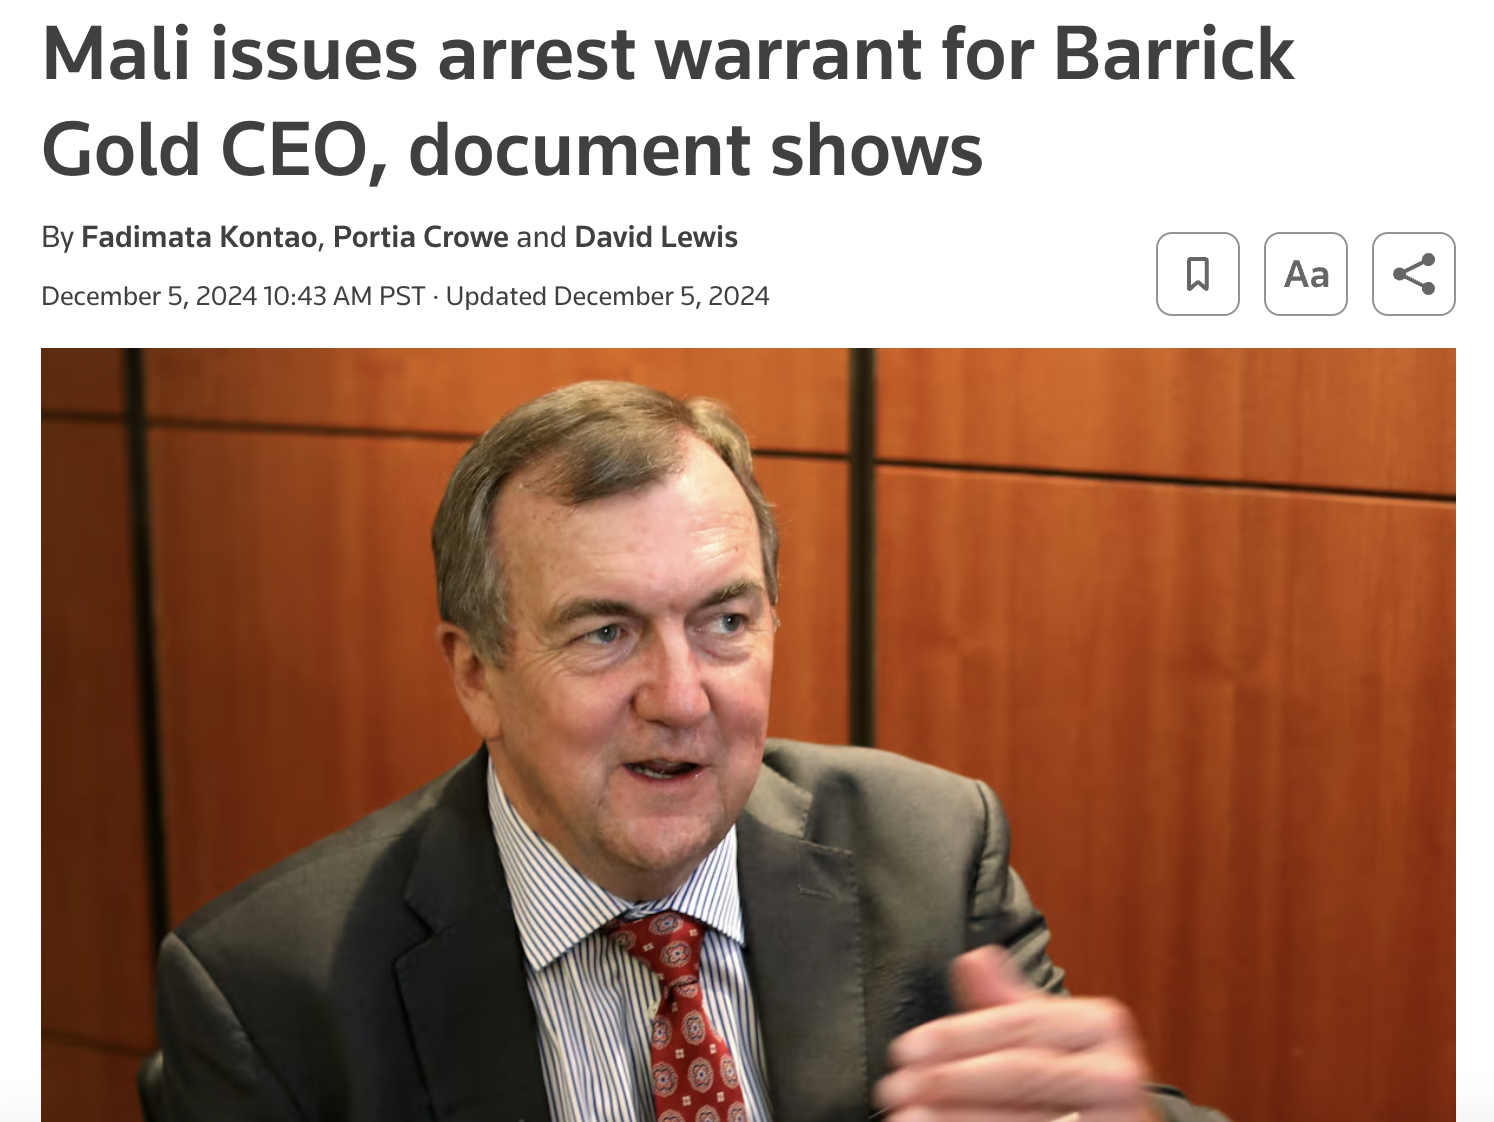 Mali issues arrest warrant for Barrick
Gold CEO, document shows
By Fadimata Kontao, Portia Crowe and David Lewis
December 5, 2024 10:43 AM PST · Updated December 5, 2024
Aa